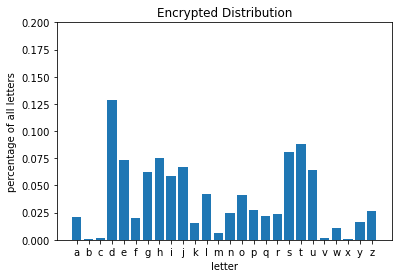 Encrypted Distribution
percentage of all letters
0.200
0.175
0.150
0.125
0.100
0.075
0.050
0.025
0.000
a b c d e f g h i j k l m n o p q r s t u v w x y z
letter